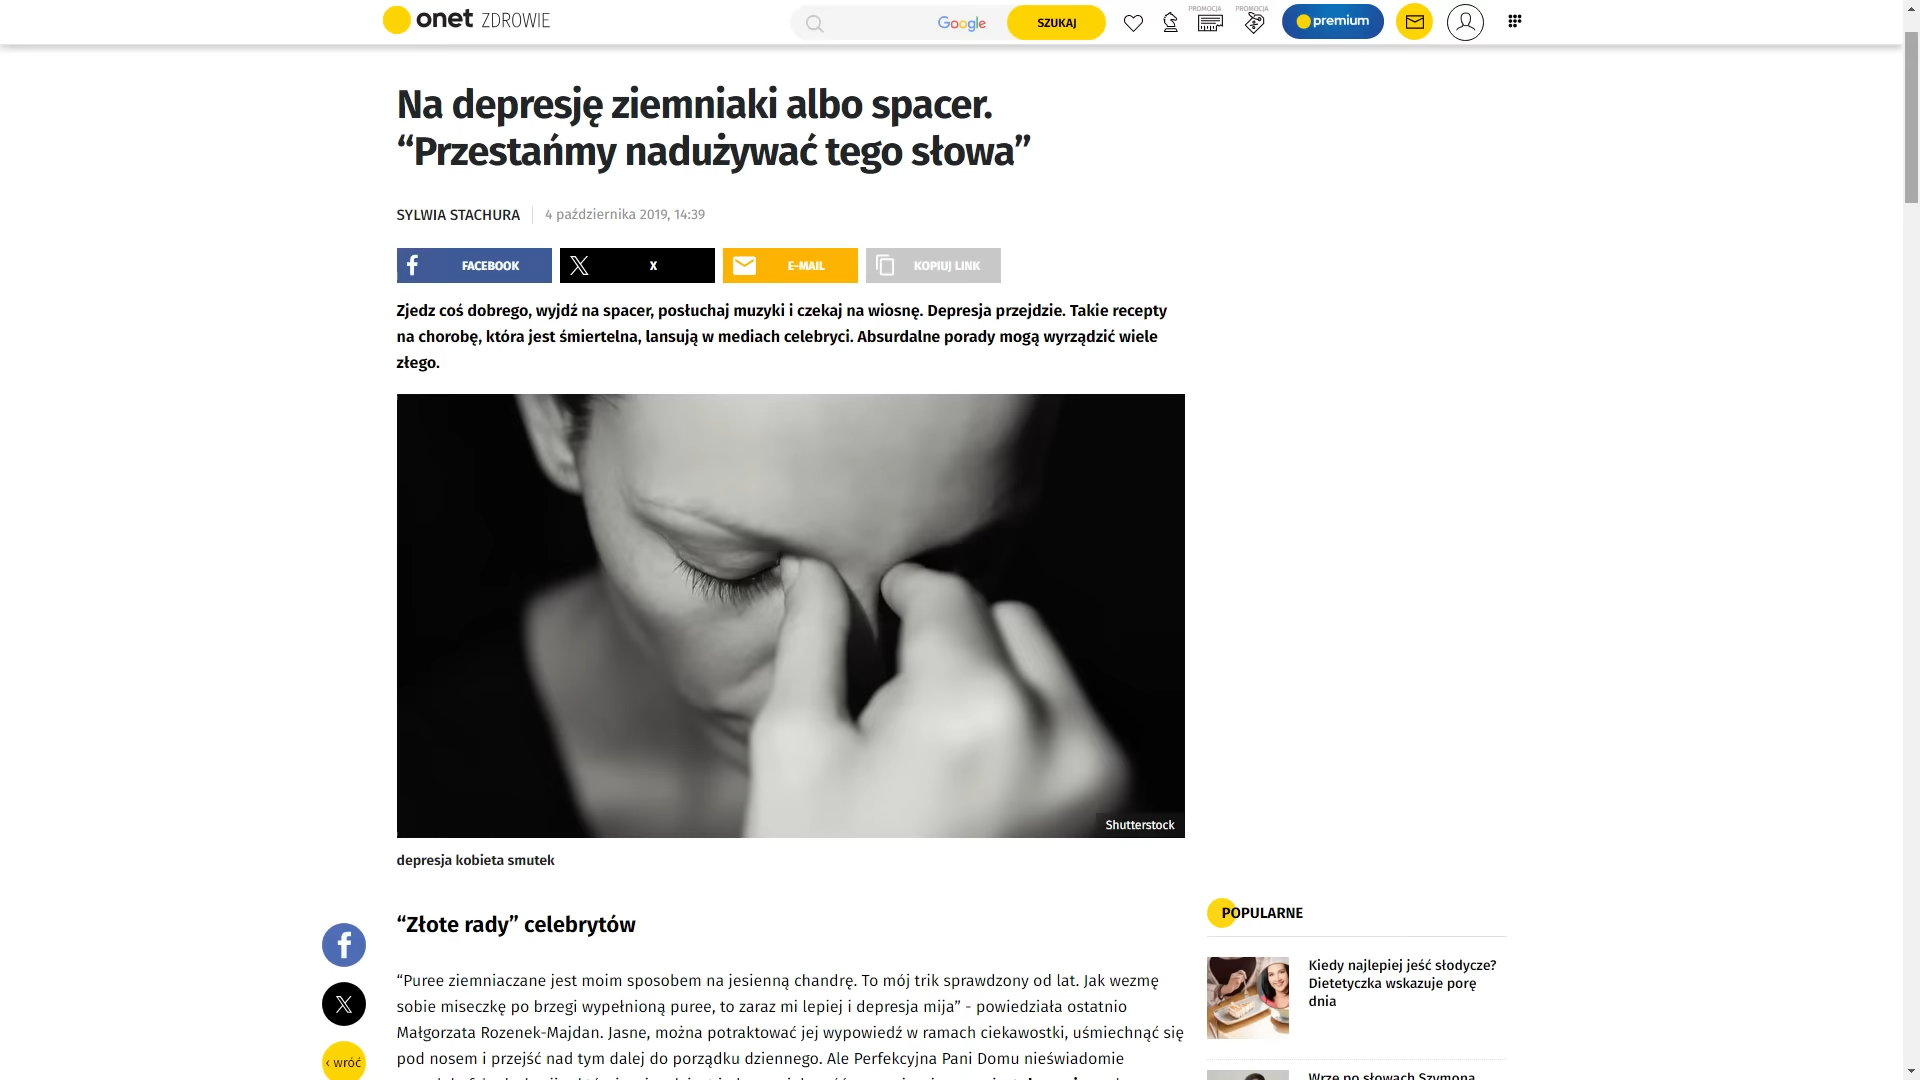 onet ZDROWIE
Google
SZUKAJ
PROMOCJA
PROMOCJA
premium
Na depresję ziemniaki albo spacer.
“Przestańmy nadużywać tego słowa”
SYLWIA STACHURA
4 października 2019, 14:39
FACEBOOK
X
E-MAIL
KOPIUJ LINK
Zjedz coś dobrego, wyjdź na spacer, posłuchaj muzyki i czekaj na wiosnę. Depresja przejdzie. Takie recepty
na chorobę, która jest śmiertelna, lansują w mediach celebryci. Absurdalne porady mogą wyrządzić wiele
złego.
Shutterstock
depresja kobieta smutek
“Złote rady” celebrytów
“Puree ziemniaczane jest moim sposobem na jesienną chandrę. To mój trik sprawdzony od lat. Jak wezmę
sobie miseczkę po brzegi wypełnioną puree, to zaraz mi lepiej i depresja mija” - powiedziała ostatnio
Małgorzata Rozenek-Majdan. Jasne, można potraktować jej wypowiedź w ramach ciekawostki, uśmiechnąć się
pod nosem i przejść nad tym dalej do porządku dziennego. Ale Perfekcyjna Pani Domu nieświadomie
‹ wróć
POPULARNE
Kiedy najlepiej jeść słodycze?
Dietetyczka wskazuje porę
dnia
Wrze po słowach Szymona